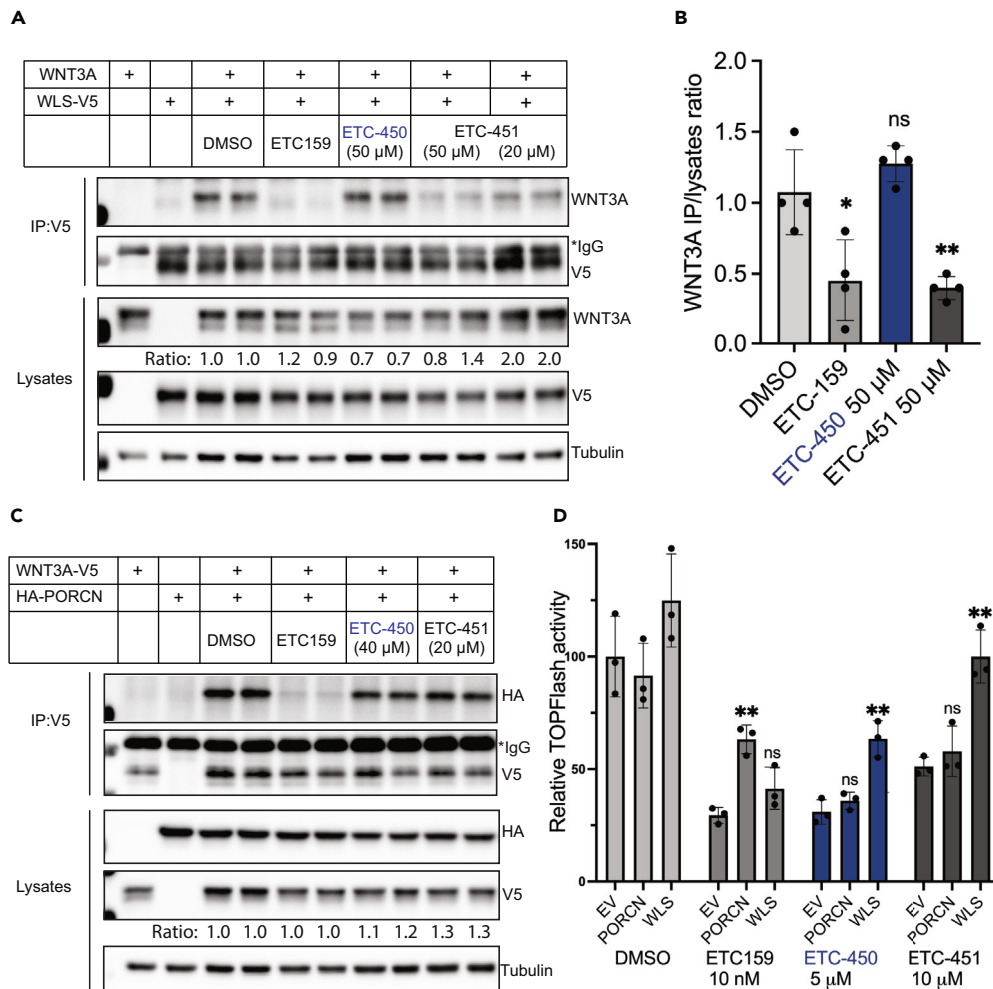 A
WNT3A + + + + + +
WLS-V5 + + + + + +
DMSO ETC159 ETC-450 (50 µM) ETC-451 (50 µM) (20 µM)
IP:V5
WNT3A
*IgG
V5
Lysates
WNT3A
Ratio: 1.0 1.0 1.2 0.9 0.7 0.7 0.8 1.4 2.0 2.0
V5
Tubulin
B
WNT3A IP/lysates ratio
2.0
1.5
1.0
0.5
0.0
* ns **
DMSO
ETC-159
ETC-450 50 µM
ETC-451 50 µM
C
WNT3A-V5 + + + + +
HA-PORCN + + + + +
DMSO ETC159 ETC-450 (40 µM) ETC-451 (20 µM)
IP:V5
HA
*IgG
V5
Lysates
HA
V5
Ratio: 1.0 1.0 1.0 1.0 1.1 1.2 1.3 1.3
Tubulin
D
Relative TOPFlash activity
150
100
50
0
** ns ns ** ns **
EV PORCN WLS EV PORCN WLS EV PORCN WLS EV PORCN WLS
DMSO ETC159 ETC-450 ETC-451
10 nM 5 µM 10 µM